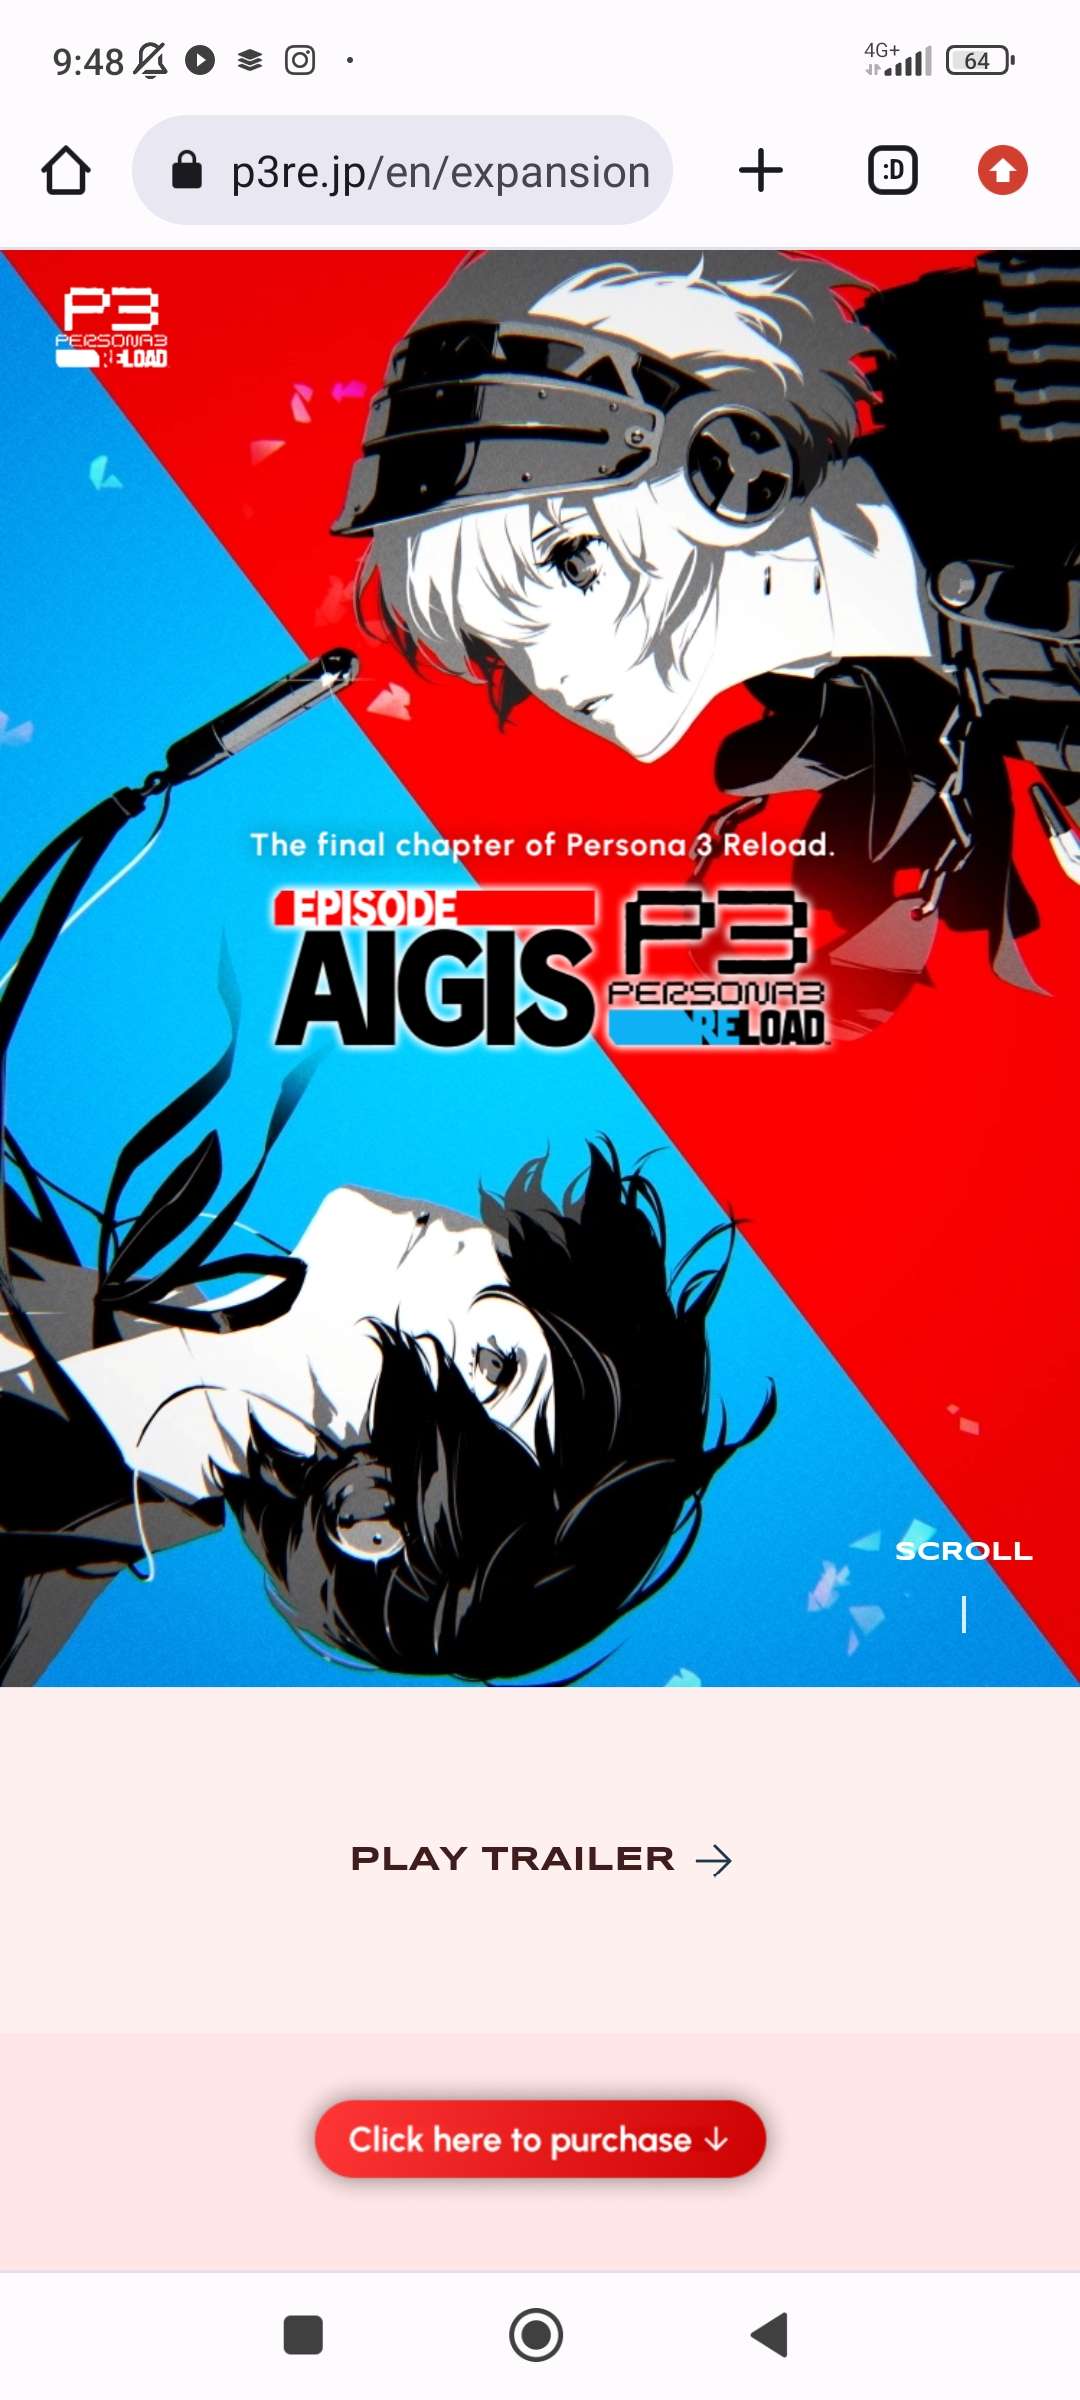 9:48
4G+
64
p3re.jp/en/expansion
:D
P3
PERSONA3
RELOAD
The final chapter of Persona 3 Reload.
EPISODE
AIGIS
P3
PERSONA3
RELOAD
SCROLL
PLAY TRAILER →
Click here to purchase ↓